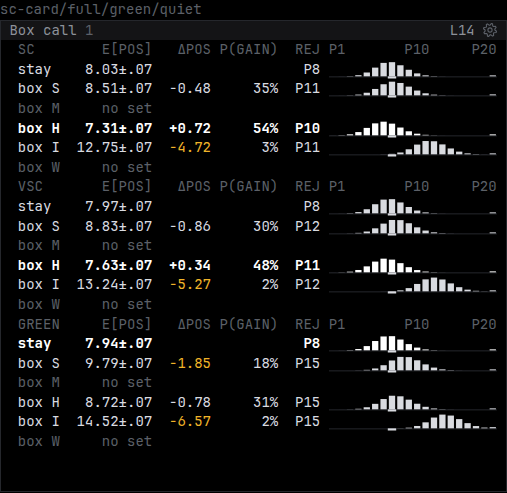 sc-card/full/green/quiet
Box call 1 L14
SC E[POS] ΔPOS P(GAIN) REJ P1 P10 P20
stay 8.03±.07 P8
box S 8.51±.07 -0.48 35% P11
box M no set
box H 7.31±.07 +0.72 54% P10
box I 12.75±.07 -4.72 3% P11
box W no set
VSC E[POS] ΔPOS P(GAIN) REJ P1 P10 P20
stay 7.97±.07 P8
box S 8.83±.07 -0.86 30% P12
box M no set
box H 7.63±.07 +0.34 48% P11
box I 13.24±.07 -5.27 2% P12
box W no set
GREEN E[POS] ΔPOS P(GAIN) REJ P1 P10 P20
stay 7.94±.07 P8
box S 9.79±.07 -1.85 18% P15
box M no set
box H 8.72±.07 -0.78 31% P15
box I 14.52±.07 -6.57 2% P15
box W no set